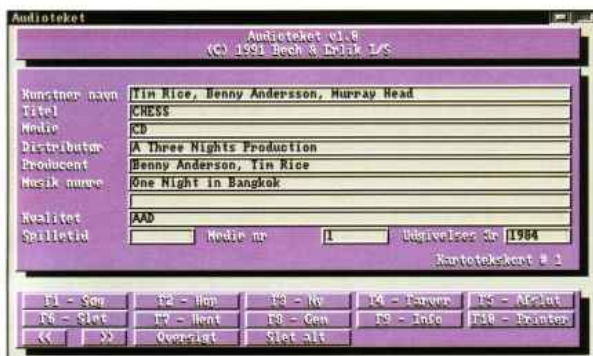 Audioteket
Audioteket v1.0
(C) 1991 Bech & Erlik I/S
Kunstner navn Tim Rice, Benny Andersson, Murray Head
Titel CHESS
Medie CD
Distributør A Three Nights Production
Producent Benny Anderson, Tim Rice
Musik numre One Night in Bangkok
Kvalitet AAD
Spilletid Medie nr 1 Udgivelses år 1984
Kartotekskort # 1
F1 - Søg F2 - Hop F3 - Ny F4 - Farver F5 - Afslut
F6 - Slet F7 - Hent F8 - Gem F9 - Info F10 - Printer
<< >> Oversigt Slet alt